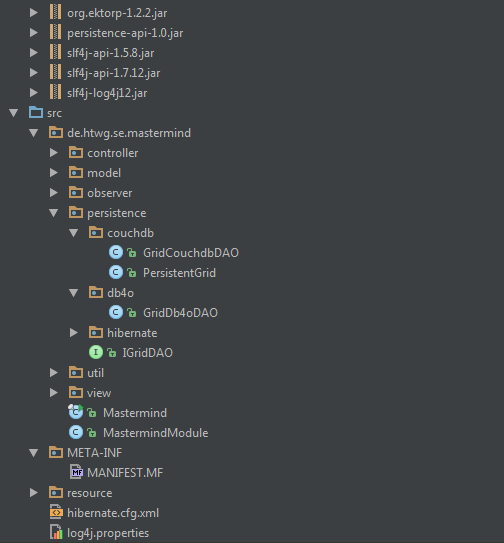 org.ektorp-1.2.2.jar
persistence-api-1.0.jar
slf4j-api-1.5.8.jar
slf4j-api-1.7.12.jar
slf4j-log4j12.jar
src
de.htwg.se.mastermind
controller
model
observer
persistence
couchdb
C GridCouchdbDAO
C PersistentGrid
db4o
C GridDb4oDAO
hibernate
I IGridDAO
util
view
C Mastermind
C MastermindModule
META-INF
MF MANIFEST.MF
resource
hibernate.cfg.xml
log4j.properties